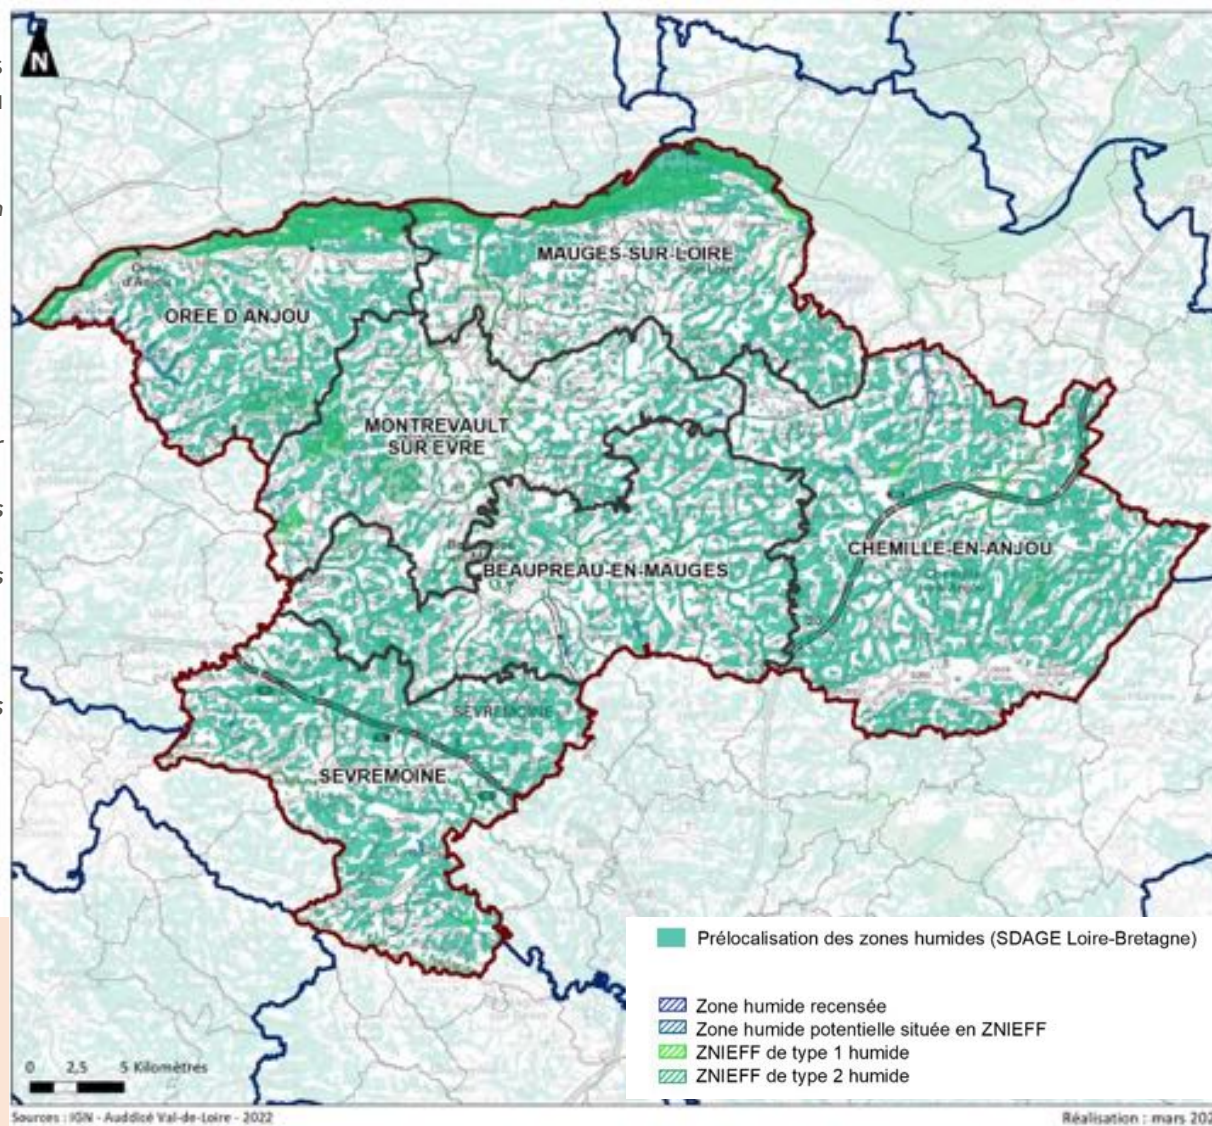 N
MAUGES-SUR-LOIRE
OREE D ANJOU
MONTREVAULT
SUR EVRE
CHEMILLE-EN-ANJOU
BEAUPREAU-EN-MAUGES
SEVREMOINE
SEVREMOINE
Prélocalisation des zones humides (SDAGE Loire-Bretagne)
Zone humide recensée
Zone humide potentielle située en ZNIEFF
ZNIEFF de type 1 humide
ZNIEFF de type 2 humide
0 2,5 5 Kilomètres
Sources : IGN - Auddicé Val-de-Loire - 2022
Réalisation : mars 202